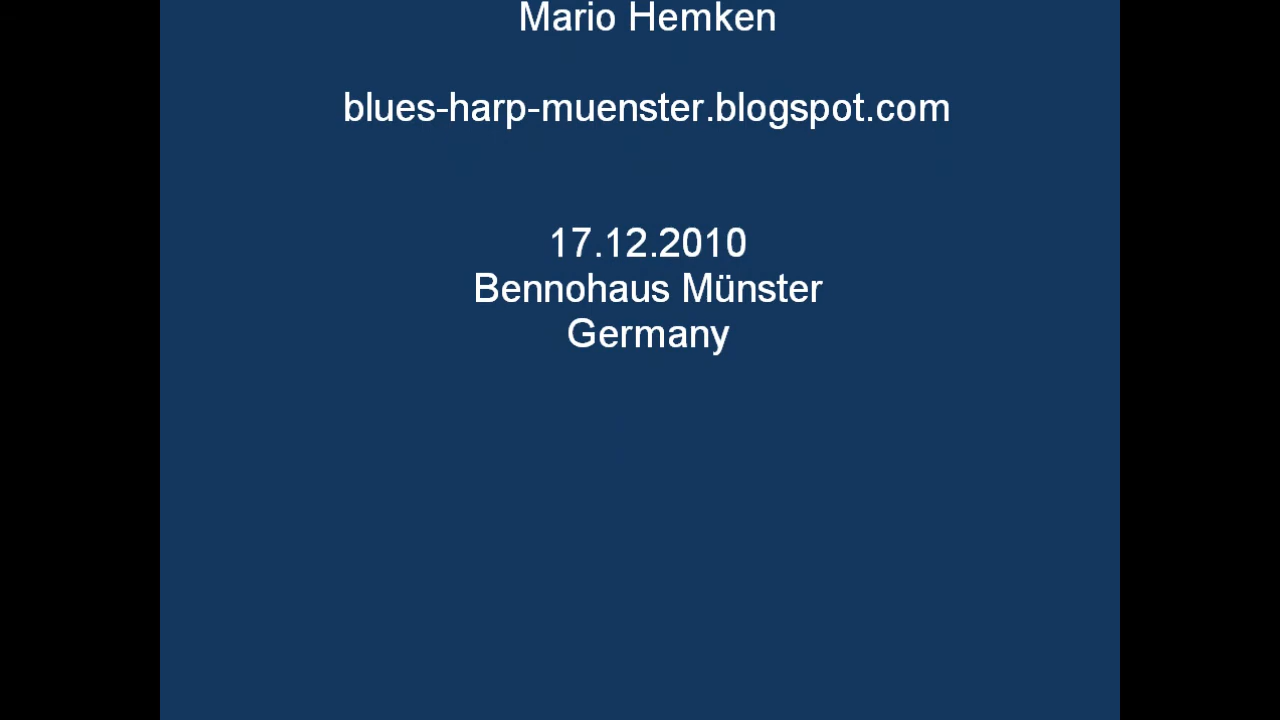 Mario Hemken
blues-harp-muenster.blogspot.com
17.12.2010
Bennohaus Münster
Germany